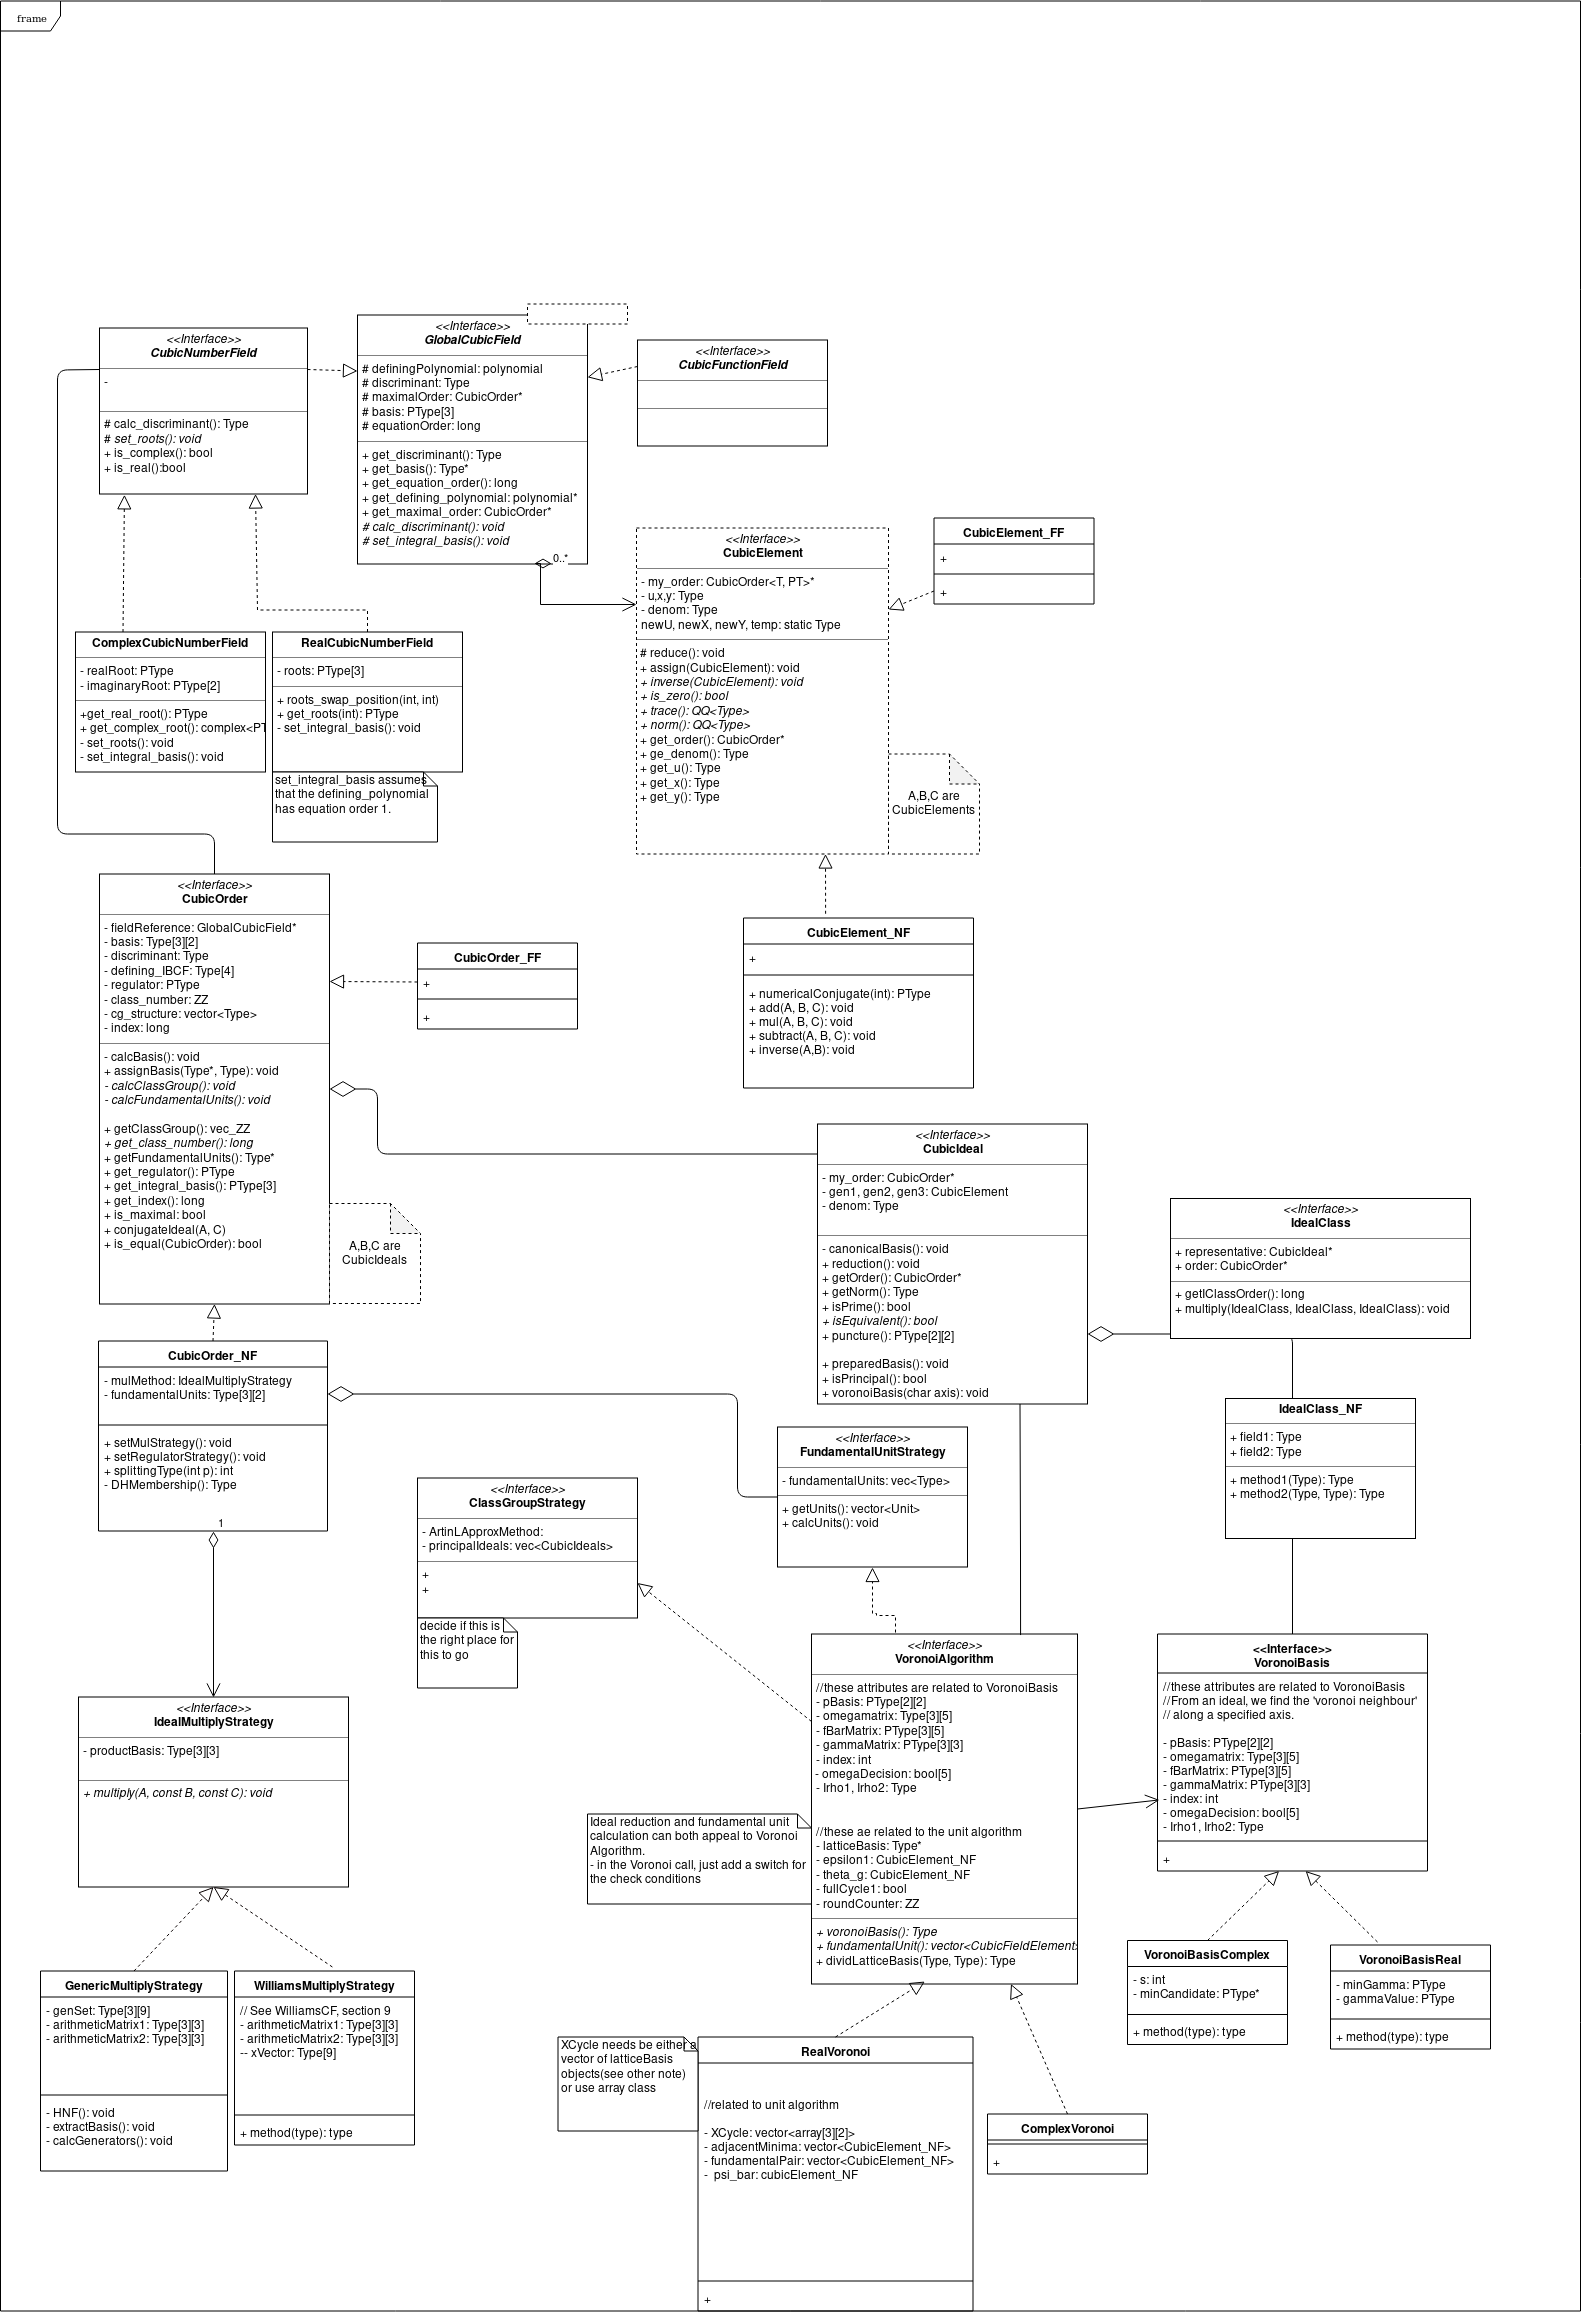 frame
<<Interface>>
CubicNumberField
-
# calc_discriminant(): Type
# set_roots(): void
+ is_complex(): bool
+ is_real():bool
<<Interface>>
GlobalCubicField
# definingPolynomial: polynomial
# discriminant: Type
# maximalOrder: CubicOrder*
# basis: PType[3]
# equationOrder: long
+ get_discriminant(): Type
+ get_basis(): Type*
+ get_equation_order(): long
+ get_defining_polynomial: polynomial*
+ get_maximal_order: CubicOrder*
# calc_discriminant(): void
# set_integral_basis(): void
0..*
<<Interface>>
CubicFunctionField
<<Interface>>
CubicElement
- my_order: CubicOrder<T, PT>*
- u,x,y: Type
- denom: Type
newU, newX, newY, temp: static Type
# reduce(): void
+ assign(CubicElement): void
+ inverse(CubicElement): void
+ is_zero(): bool
+ trace(): QQ<Type>
+ norm(): QQ<Type>
+ get_order(): CubicOrder*
+ ge_denom(): Type
+ get_u(): Type
+ get_x(): Type
+ get_y(): Type
A,B,C are
CubicElements
CubicElement_FF
+
+
ComplexCubicNumberField
- realRoot: PType
- imaginaryRoot: PType[2]
+get_real_root(): PType
+ get_complex_root(): complex<PT
- set_roots(): void
- set_integral_basis(): void
RealCubicNumberField
- roots: PType[3]
+ roots_swap_position(int, int)
+ get_roots(int): PType
- set_integral_basis(): void
set_integral_basis assumes
that the defining_polynomial
has equation order 1.
<<Interface>>
CubicOrder
- fieldReference: GlobalCubicField*
- basis: Type[3][2]
- discriminant: Type
- defining_IBCF: Type[4]
- regulator: PType
- class_number: ZZ
- cg_structure: vector<Type>
- index: long
- calcBasis(): void
+ assignBasis(Type*, Type): void
- calcClassGroup(): void
- calcFundamentalUnits(): void
+ getClassGroup(): vec_ZZ
+ get_class_number(): long
+ getFundamentalUnits(): Type*
+ get_regulator(): PType
+ get_integral_basis(): PType[3]
+ get_index(): long
+ is_maximal: bool
+ conjugateIdeal(A, C)
+ is_equal(CubicOrder): bool
A,B,C are
CubicIdeals
CubicOrder_FF
+
+
CubicElement_NF
+
+ numericalConjugate(int): PType
+ add(A, B, C): void
+ mul(A, B, C): void
+ subtract(A, B, C): void
+ inverse(A,B): void
<<Interface>>
CubicIdeal
- my_order: CubicOrder*
- gen1, gen2, gen3: CubicElement
- denom: Type
- canonicalBasis(): void
+ reduction(): void
+ getOrder(): CubicOrder*
+ getNorm(): Type
+ isPrime(): bool
+ isEquivalent(): bool
+ puncture(): PType[2][2]
+ preparedBasis(): void
+ isPrincipal(): bool
+ voronoiBasis(char axis): void
<<Interface>>
IdealClass
+ representative: CubicIdeal*
+ order: CubicOrder*
+ getIClassOrder(): long
+ multiply(IdealClass, IdealClass, IdealClass): void
IdealClass_NF
+ field1: Type
+ field2: Type
+ method1(Type): Type
+ method2(Type, Type): Type
CubicOrder_NF
- mulMethod: IdealMultiplyStrategy
- fundamentalUnits: Type[3][2]
+ setMulStrategy(): void
+ setRegulatorStrategy(): void
+ splittingType(int p): int
- DHMembership(): Type
1
<<Interface>>
FundamentalUnitStrategy
- fundamentalUnits: vec<Type>
+ getUnits(): vector<Unit>
+ calcUnits(): void
<<Interface>>
ClassGroupStrategy
- ArtinLApproxMethod:
- principalIdeals: vec<CubicIdeals>
+
+
decide if this is
the right place for
this to go
<<Interface>>
VoronoiAlgorithm
//these attributes are related to VoronoiBasis
- pBasis: PType[2][2]
- omegamatrix: Type[3][5]
- fBarMatrix: PType[3][5]
- gammaMatrix: PType[3][3]
- index: int
- omegaDecision: bool[5]
- lrho1, lrho2: Type
//these ae related to the unit algorithm
- latticeBasis: Type*
- epsilon1: CubicElement_NF
- theta_g: CubicElement_NF
- fullCycle1: bool
- roundCounter: ZZ
+ voronoiBasis(): Type
+ fundamentalUnit(): vector<CubicFieldElements
+ dividLatticeBasis(Type, Type): Type
Ideal reduction and fundamental unit
calculation can both appeal to Voronoi
Algorithm.
- in the Voronoi call, just add a switch for
the check conditions
<<Interface>>
VoronoiBasis
//these attributes are related to VoronoiBasis
//From an ideal, we find the 'voronoi neighbour'
// along a specified axis.
- pBasis: PType[2][2]
- omegamatrix: Type[3][5]
- fBarMatrix: PType[3][5]
- gammaMatrix: PType[3][3]
- index: int
- omegaDecision: bool[5]
- lrho1, lrho2: Type
+
<<Interface>>
IdealMultiplyStrategy
- productBasis: Type[3][3]
+ multiply(A, const B, const C): void
GenericMultiplyStrategy
- genSet: Type[3][9]
- arithmeticMatrix1: Type[3][3]
- arithmeticMatrix2: Type[3][3]
- HNF(): void
- extractBasis(): void
- calcGenerators(): void
WilliamsMultiplyStrategy
// See WilliamsCF, section 9
- arithmeticMatrix1: Type[3][3]
- arithmeticMatrix2: Type[3][3]
-- xVector: Type[9]
+ method(type): type
VoronoiBasisComplex
- s: int
- minCandidate: PType*
+ method(type): type
VoronoiBasisReal
- minGamma: PType
- gammaValue: PType
+ method(type): type
XCycle needs be either a
vector of latticeBasis
objects(see other note)
or use array class
RealVoronoi
//related to unit algorithm
- XCycle: vector<array[3][2]>
- adjacentMinima: vector<CubicElement_NF>
- fundamentalPair: vector<CubicElement_NF>
- psi_bar: cubicElement_NF
+
ComplexVoronoi
+